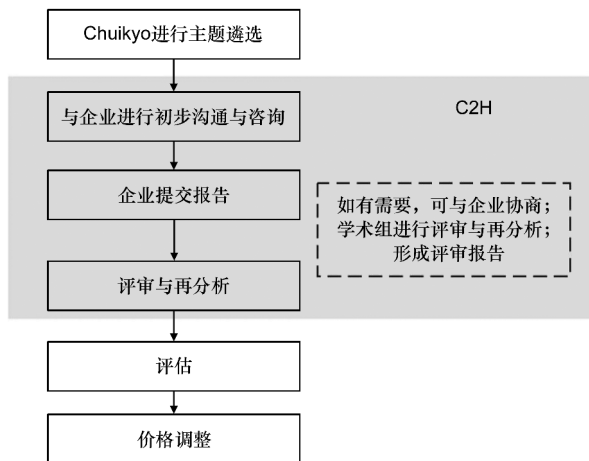 Chuikyo进行主题遴选
与企业进行初步沟通与咨询
C2H
企业提交报告
如有需要，可与企业协商；
学术组进行评审与再分析；
形成评审报告
评审与再分析
评估
价格调整